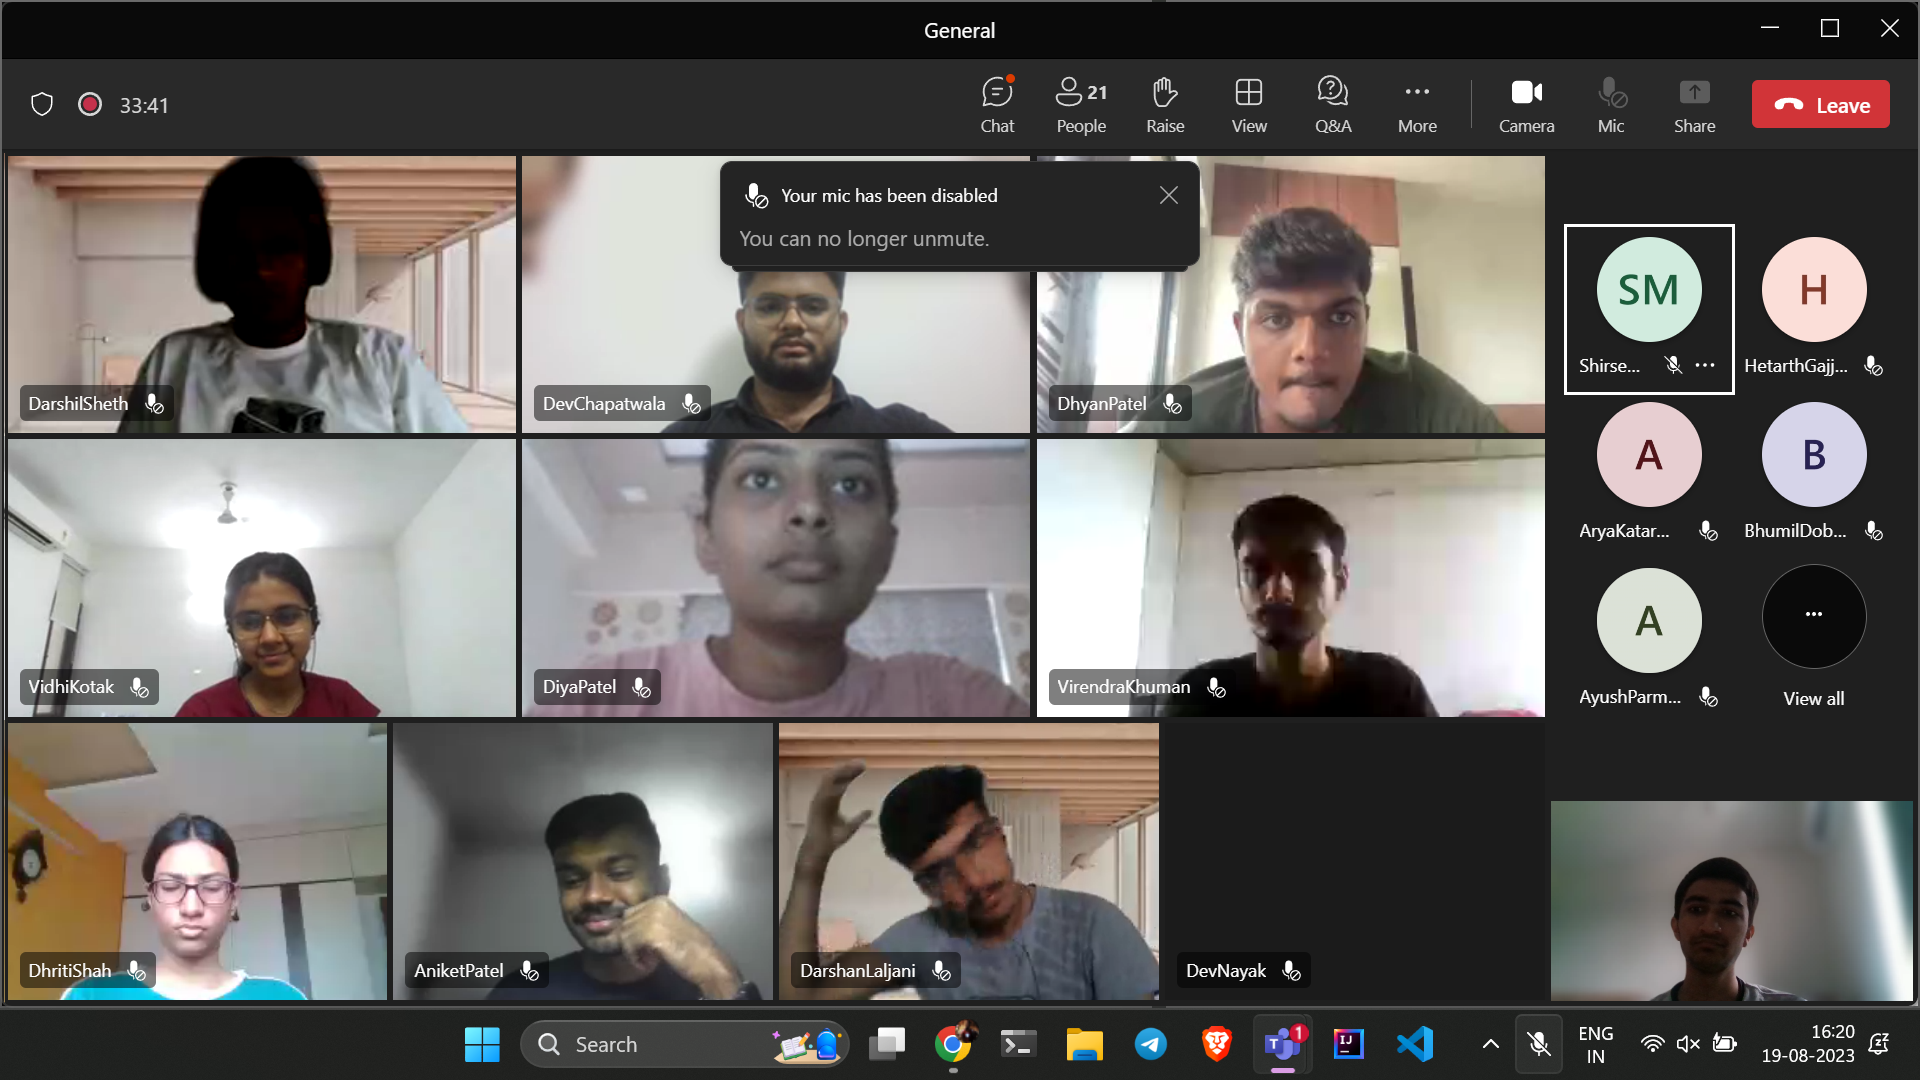 General
33:41
Chat
21
People
Raise
View
Q&A
More
Camera
Mic
Share
Leave
Your mic has been disabled
You can no longer unmute.
DarshilSheth
DevChapatwala
DhyanPatel
SM
H
Shirse...
HetarthGajj...
A
B
AryaKatar...
BhumilDob...
VidhiKotak
DiyaPatel
VirendraKhuman
A
AyushParm...
View all
DhritiShah
AniketPatel
DarshanLaljani
DevNayak
Search
T
1
IJ
ENG
IN
16:20
19-08-2023